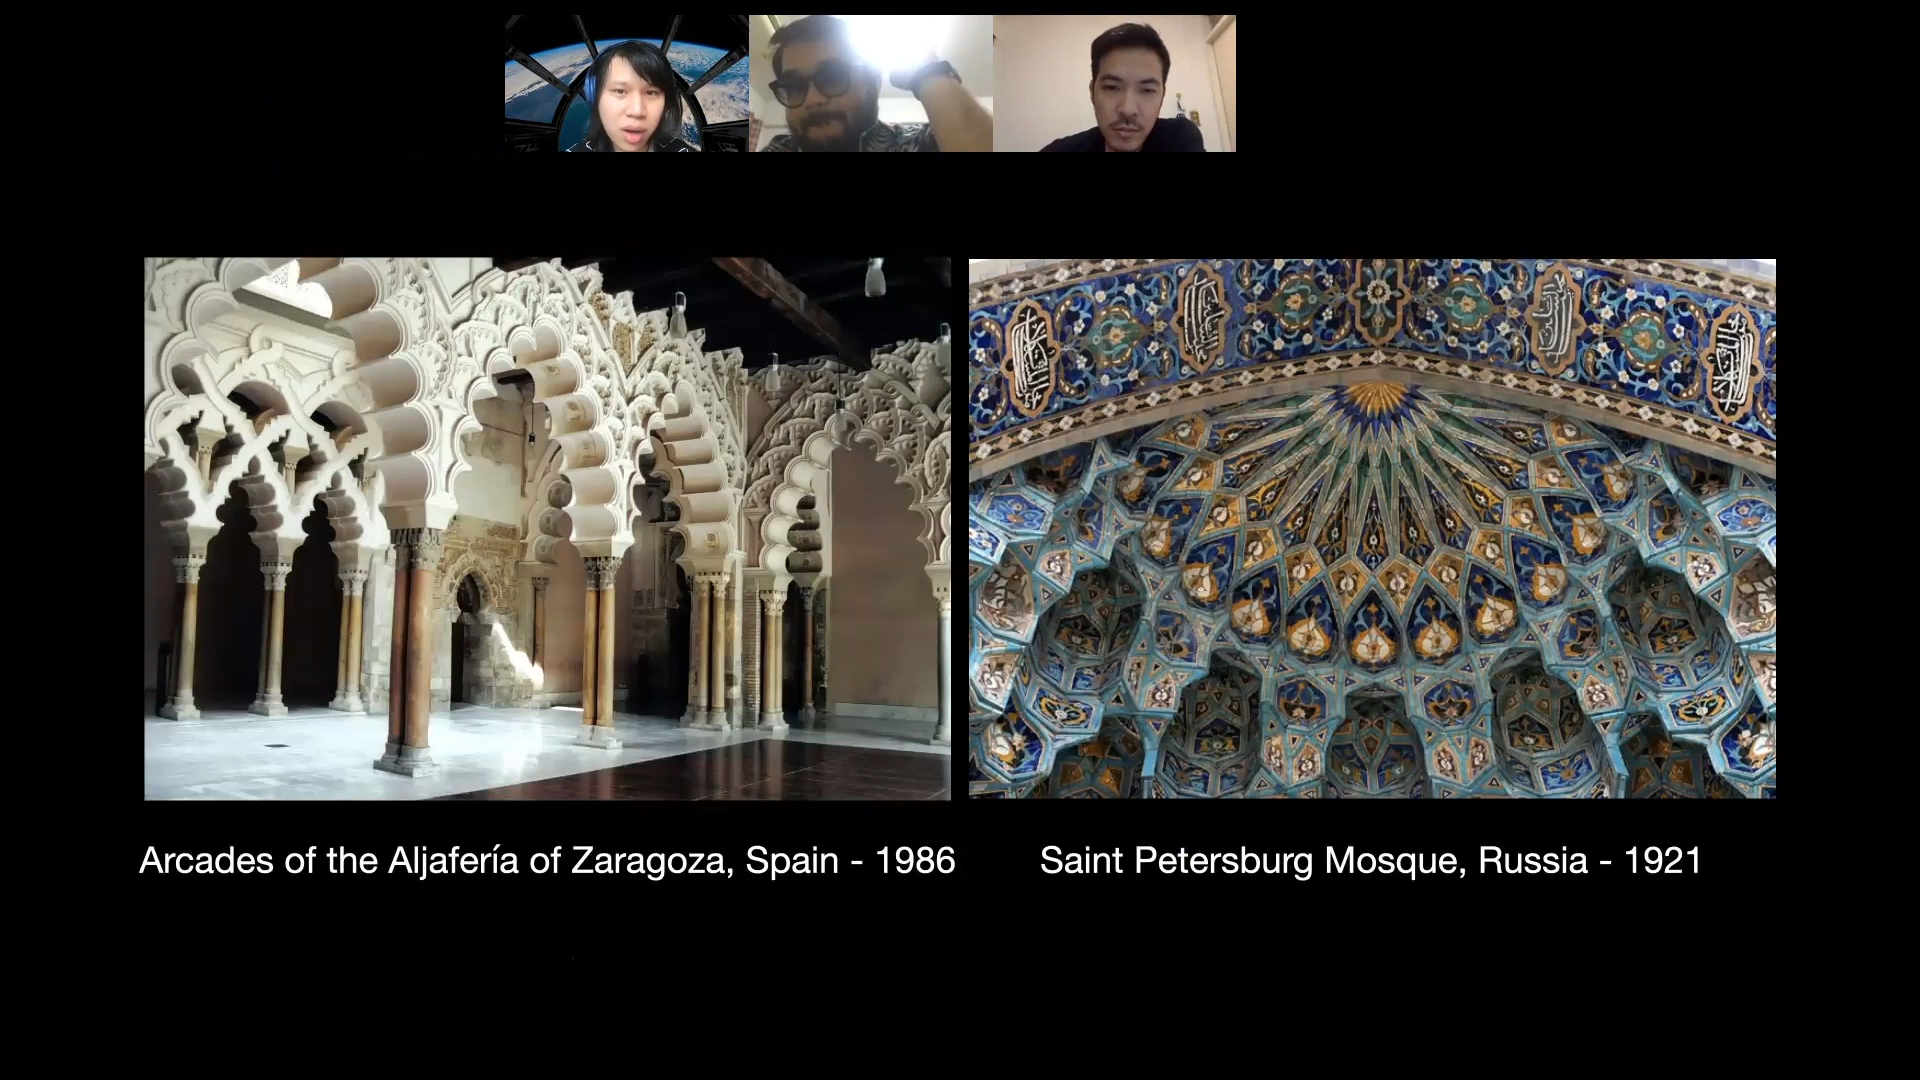 Arcades of the Aljafería of Zaragoza, Spain - 1986
Saint Petersburg Mosque, Russia - 1921